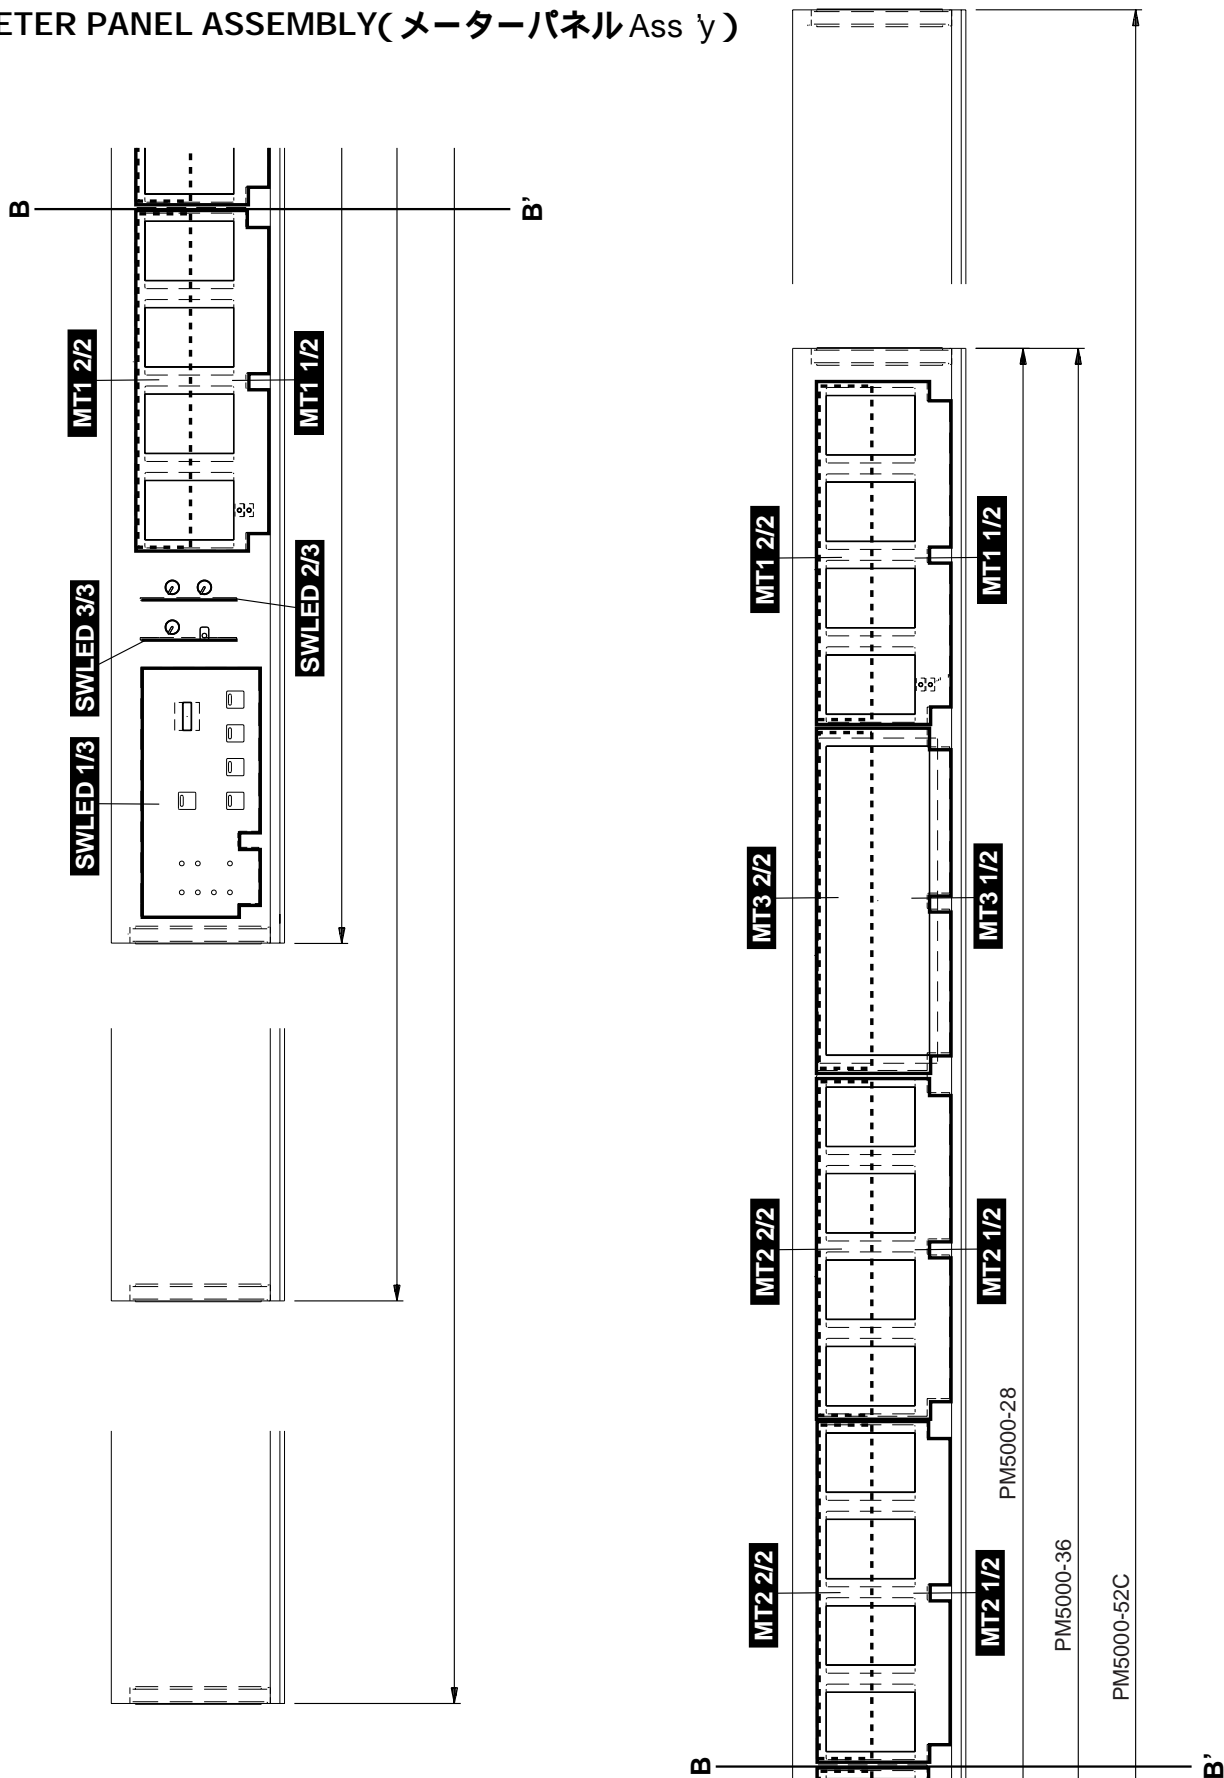 ETER PANEL ASSEMBLY(メーターパネル Ass 'y )
B
B'
MT1 2/2
MT1 1/2
SWLED 3/3
SWLED 2/3
SWLED 1/3
MT1 2/2
MT1 1/2
MT3 2/2
MT3 1/2
MT2 2/2
MT2 1/2
MT2 2/2
MT2 1/2
PM5000-28
PM5000-36
PM5000-52C
B
B'